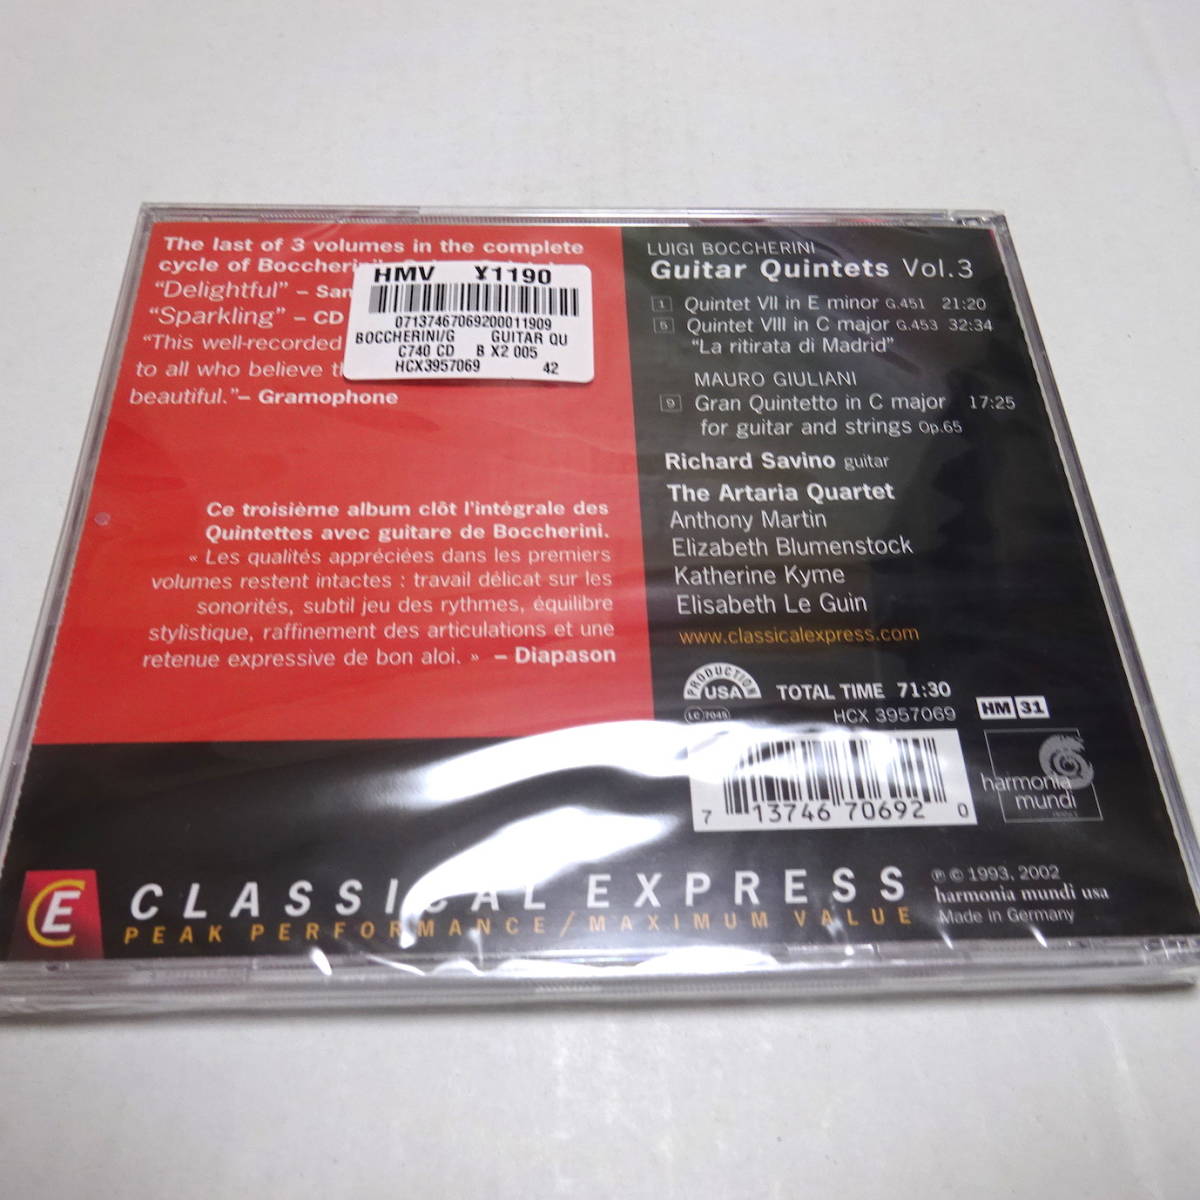 The last of 3 volumes in the complete
cycle of
“Delightful” –
“Sparkling” – CD
“This well-recorded
to all who believe
beautiful.”– Gramophone
HMV ¥1190
07137467069200011909
BOCCHERINI/G GUITAR QU
C740 CD B X2 005
HCX3957069 42
Ce troisième album clôt l'intégrale des
Quintettes avec guitare de Boccherini.
« Les qualités appréciées dans les premiers
volumes restent intactes : travail délicat sur les
sonorités, subtil jeu des rythmes, équilibre
stylistique, raffinement des articulations et une
retenue expressive de bon aloi. » – Diapason
LUIGI BOCCHERINI
Guitar Quintets Vol.3
1 Quintet VII in E minor G.451 21:20
5 Quintet VIII in C major G.453 32:34
“La ritirata di Madrid”
MAURO GIULIANI
9 Gran Quintetto in C major 17:25
for guitar and strings Op.65
Richard Savino guitar
The Artaria Quartet
Anthony Martin
Elizabeth Blumenstock
Katherine Kyme
Elisabeth Le Guin
www.classicalexpress.com
PRODUCTION
USA
TOTAL TIME 71:30
LC 7045
HCX 3957069
HM 31
7 13746 70692 0
harmonia
mundi
CE
CLASSICAL EXPRESS
PEAK PERFORMANCE/MAXIMUM VALUE
℗ © 1993, 2002
harmonia mundi usa
Made in Germany